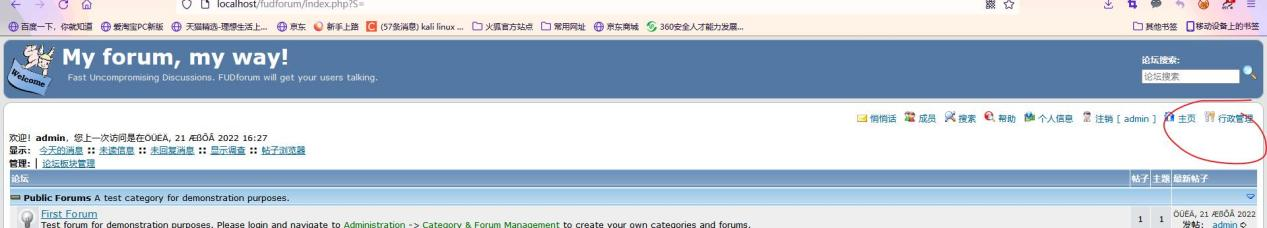 localhost/fudforum/index.php?S=
百度一下，你就知道 爱淘宝PC新版 天猫精选-理想生活上... 京东 新手上路 (57条消息) kali linux ... 火狐官方站点 常用网址 京东商城 360安全人才能力发展... 其他书签 移动设备上的书签
Welcome
My forum, my way!
Fast Uncompromising Discussions. FUDforum will get your users talking.
论坛搜索:
论坛搜索
悄悄话 成员 搜索 帮助 个人信息 注销 [ admin ] 主页 行政管理
欢迎! admin, 您上一次访问是在ÖÜËÄ, 21 ÆßÔÂ 2022 16:27
显示: 今天的消息 :: 未读信息 :: 未回复消息 :: 显示调查 :: 帖子浏览器
管理: | 论坛板块管理
论坛 帖子 主题 最新帖子
Public Forums A test category for demonstration purposes.
First Forum
Test forum for demonstration purposes. Please login and navigate to Administration -> Category & Forum Management to create your own categories and forums.
1 1 ÖÜËÄ, 21 ÆßÔÂ 2022
发帖: admin